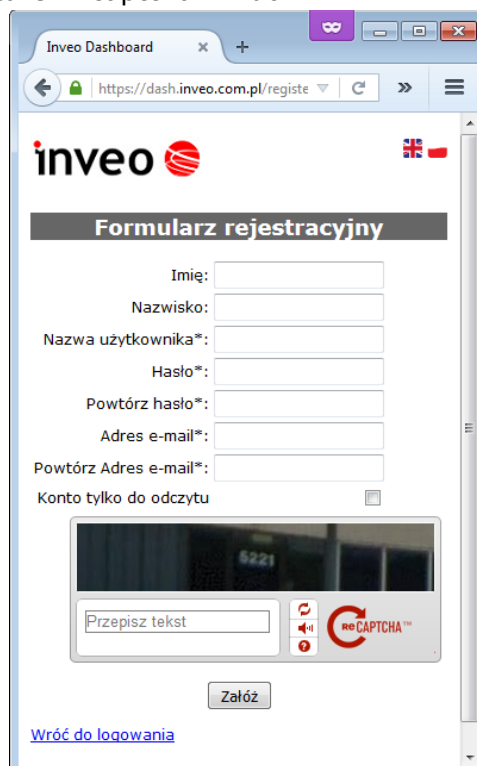 Inveo Dashboard
https://dash.inveo.com.pl/registe
inveo
Formularz rejestracyjny
Imię:
Nazwisko:
Nazwa użytkownika*:
Hasło*:
Powtórz hasło*:
Adres e-mail*:
Powtórz Adres e-mail*:
Konto tylko do odczytu
5221
Przepisz tekst
reCAPTCHA™
Załóż
Wróć do logowania